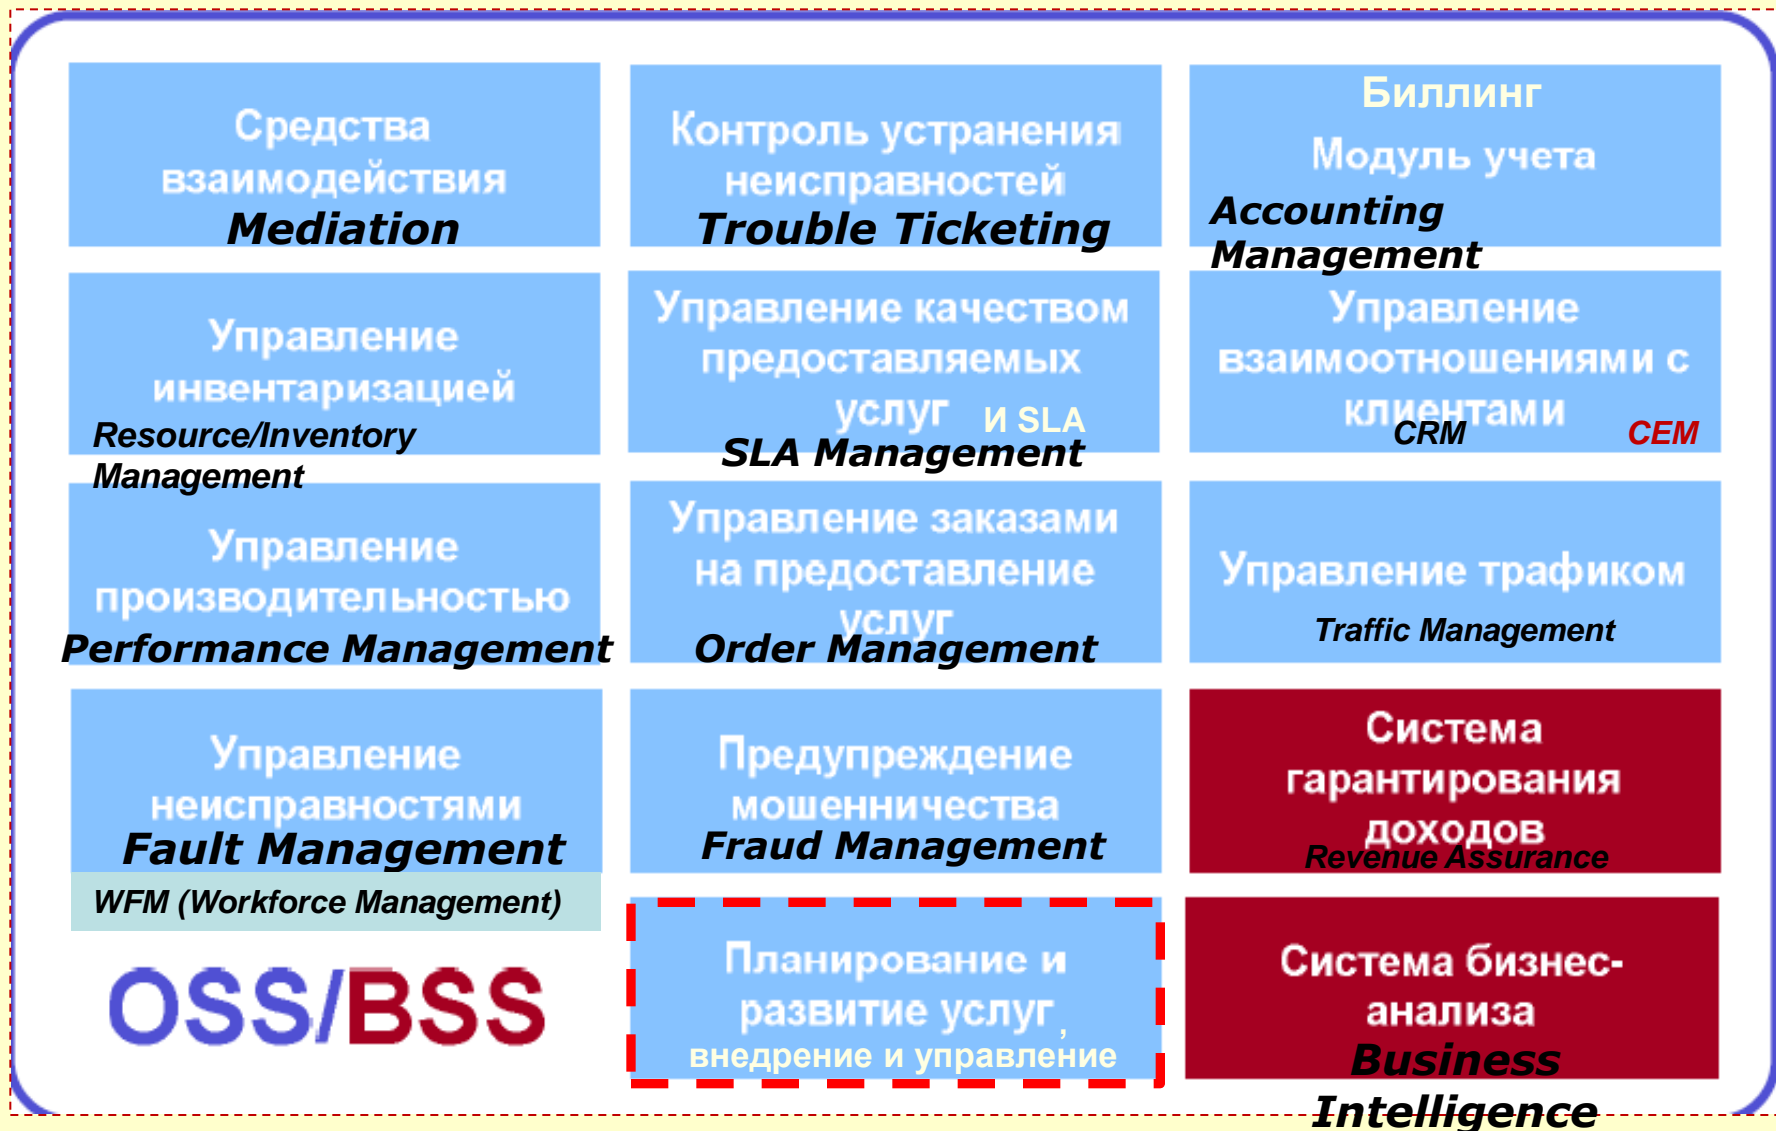 Средства
взаимодействия
Mediation
Контроль устранения
неисправностей
Trouble Ticketing
Биллинг
Модуль учета
Accounting
Management
Управление
инвентаризацией
Resource/Inventory
Management
Управление качеством
предоставляемых
услуг и SLA
SLA Management
Управление
взаимоотношениями с
клиентами
CRM CEM
Управление
производительностью
Performance Management
Управление заказами
на предоставление
услуг
Order Management
Управление трафиком
Traffic Management
Управление
неисправностями
Fault Management
WFM (Workforce Management)
Предупреждение
мошенничества
Fraud Management
Система
гарантирования
доходов
Revenue Assurance
OSS/BSS
Планирование и
развитие услуг,
внедрение и управление
Система бизнес-
анализа
Business
Intelligence